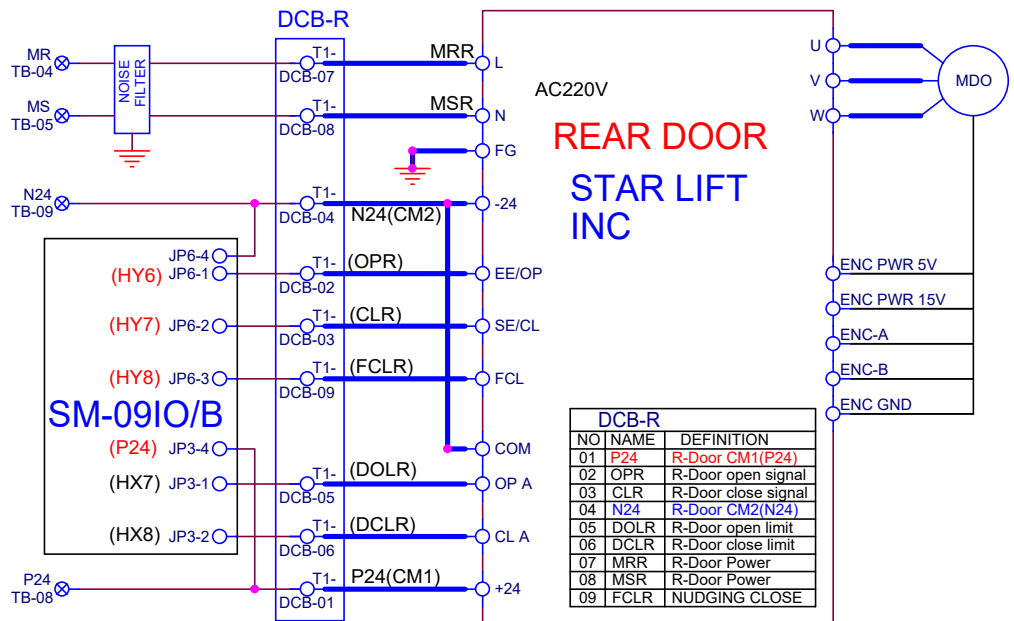 DCB-R
MR
TB-04
NOISE
FILTER
T1-
DCB-07
MRR
L
MS
TB-05
T1-
DCB-08
MSR
N
AC220V
FG
REAR DOOR
STAR LIFT
INC
U
V
W
MDO
N24
TB-09
T1-
DCB-04
N24(CM2)
-24
JP6-4
(HY6)
JP6-1
T1-
DCB-02
(OPR)
EE/OP
(HY7)
JP6-2
T1-
DCB-03
(CLR)
SE/CL
(HY8)
JP6-3
T1-
DCB-09
(FCLR)
FCL
SM-09IO/B
(P24)
JP3-4
COM
(HX7)
JP3-1
T1-
DCB-05
(DOLR)
OP A
(HX8)
JP3-2
T1-
DCB-06
(DCLR)
CL A
P24
TB-08
T1-
DCB-01
P24(CM1)
+24
ENC PWR 5V
ENC PWR 15V
ENC-A
ENC-B
ENC GND
DCB-R
NO NAME DEFINITION
01 P24 R-Door CM1(P24)
02 OPR R-Door open signal
03 CLR R-Door close signal
04 N24 R-Door CM2(N24)
05 DOLR R-Door open limit
06 DCLR R-Door close limit
07 MRR R-Door Power
08 MSR R-Door Power
09 FCLR NUDGING CLOSE